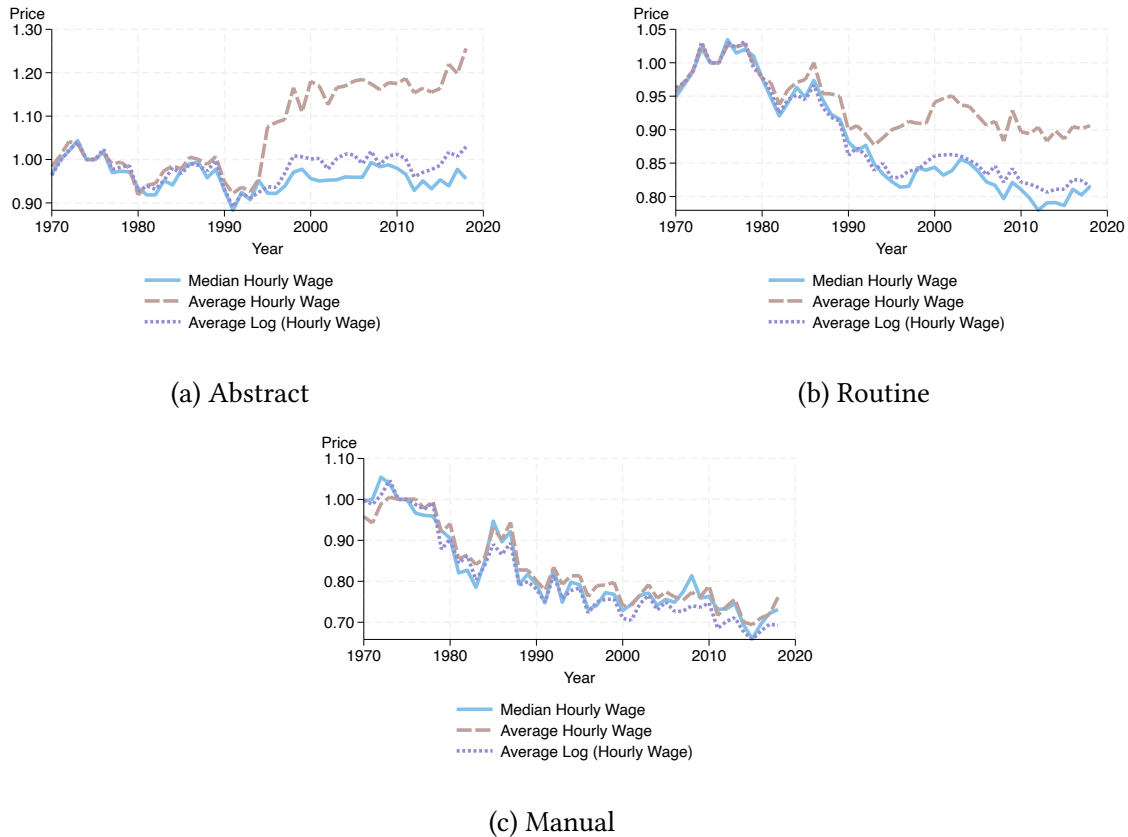 Price
1.30
1.20
1.10
1.00
0.90
1970 1980 1990 2000 2010 2020
Year
Median Hourly Wage
Average Hourly Wage
Average Log (Hourly Wage)
(a) Abstract
Price
1.05
1.00
0.95
0.90
0.85
0.80
1970 1980 1990 2000 2010 2020
Year
Median Hourly Wage
Average Hourly Wage
Average Log (Hourly Wage)
(b) Routine
Price
1.10
1.00
0.90
0.80
0.70
1970 1980 1990 2000 2010 2020
Year
Median Hourly Wage
Average Hourly Wage
Average Log (Hourly Wage)
(c) Manual